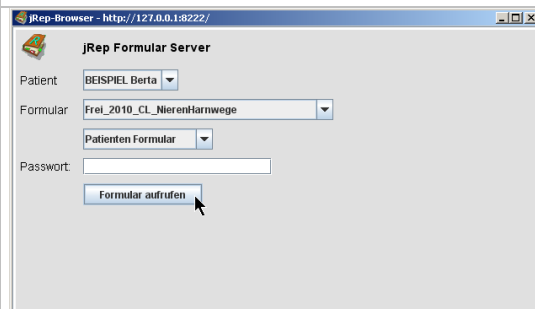 jRep-Browser - http://127.0.0.1:8222/
jRep Formular Server
Patient BEISPIEL Berta
Formular Frei_2010_CL_NierenHarnwege
Patienten Formular
Passwort:
Formular aufrufen